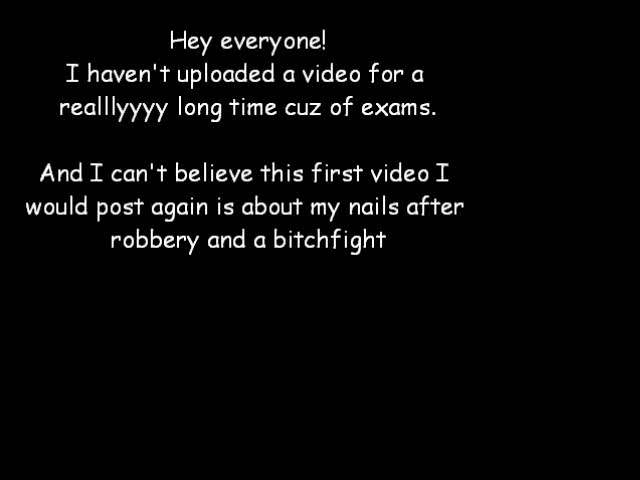 Hey everyone!
I haven't uploaded a video for a
realllyyyy long time cuz of exams.
And I can't believe this first video I
would post again is about my nails after
robbery and a bitchfight